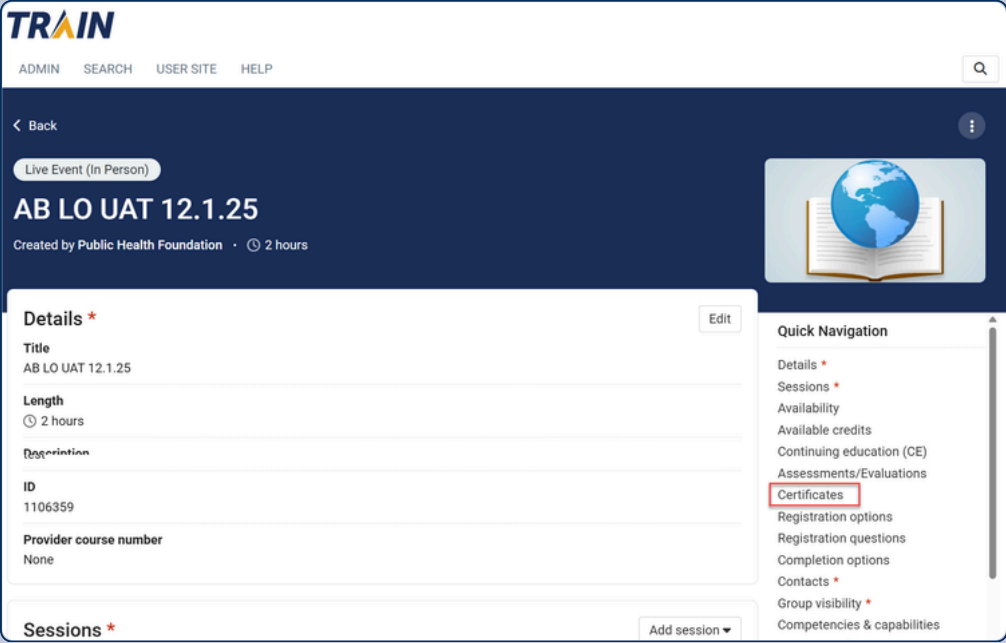 TRAIN
ADMIN SEARCH USER SITE HELP
Back
Live Event (In Person)
AB LO UAT 12.1.25
Created by Public Health Foundation · 2 hours
Details *
Edit
Title
AB LO UAT 12.1.25
Length
2 hours
Description
ID
1106359
Provider course number
None
Sessions *
Add session
Quick Navigation
Details *
Sessions *
Availability
Available credits
Continuing education (CE)
Assessments/Evaluations
Certificates
Registration options
Registration questions
Completion options
Contacts *
Group visibility *
Competencies & capabilities